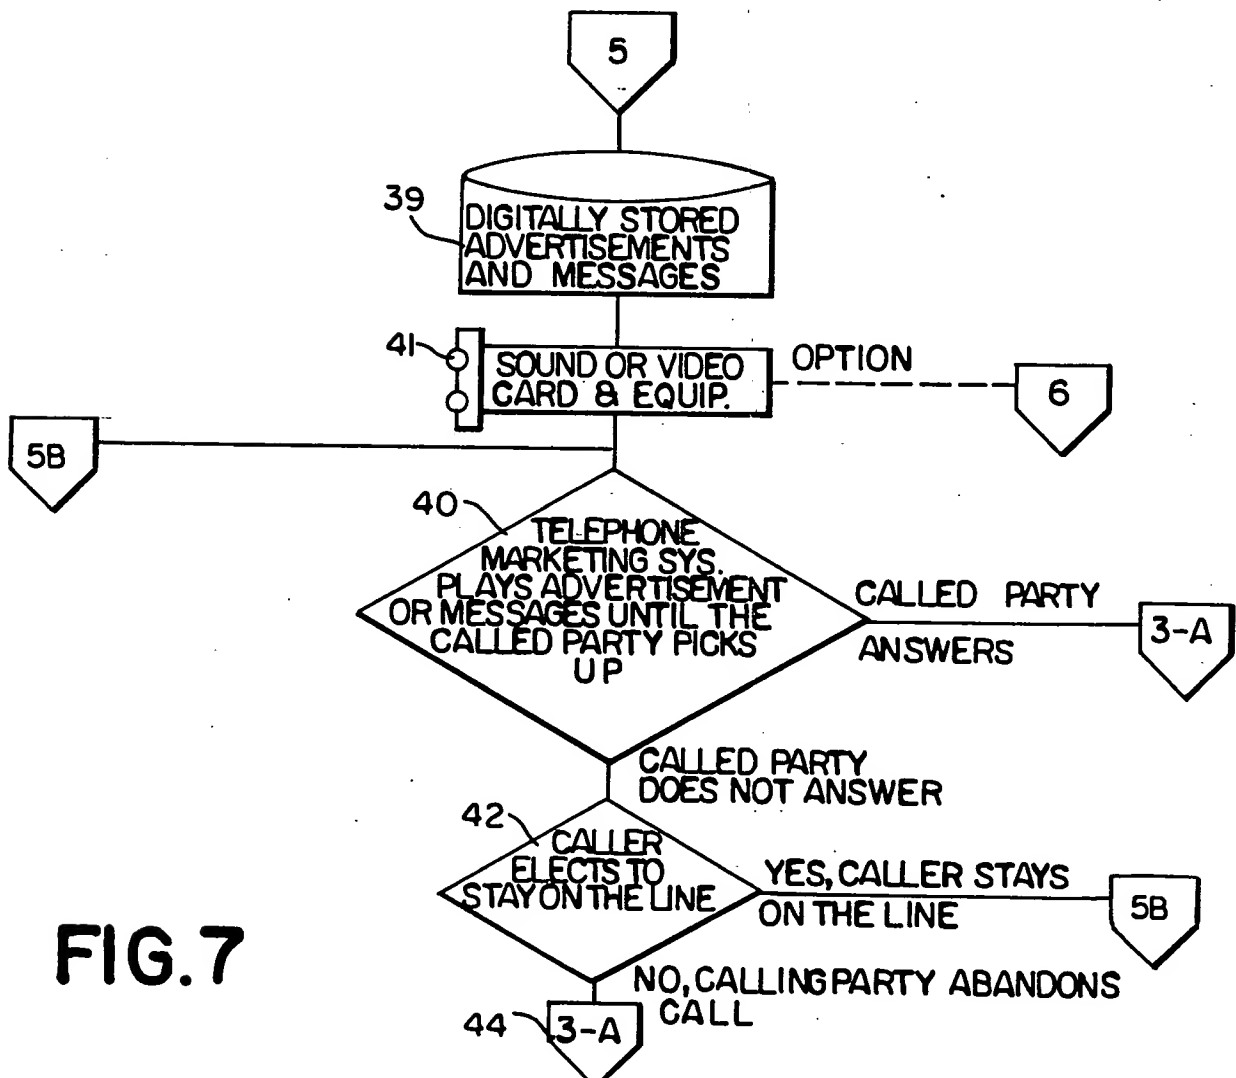 5
39
DIGITALLY STORED
ADVERTISEMENTS
AND MESSAGES
41
SOUND OR VIDEO
CARD & EQUIP.
OPTION
6
5B
40
TELEPHONE
MARKETING SYS.
PLAYS ADVERTISEMENT
OR MESSAGES UNTIL THE
CALLED PARTY PICKS
UP
CALLED PARTY
ANSWERS
3-A
CALLED PARTY
DOES NOT ANSWER
42
CALLER
ELECTS TO
STAY ON THE LINE
YES, CALLER STAYS
ON THE LINE
5B
FIG.7
NO, CALLING PARTY ABANDONS
CALL
44
3-A